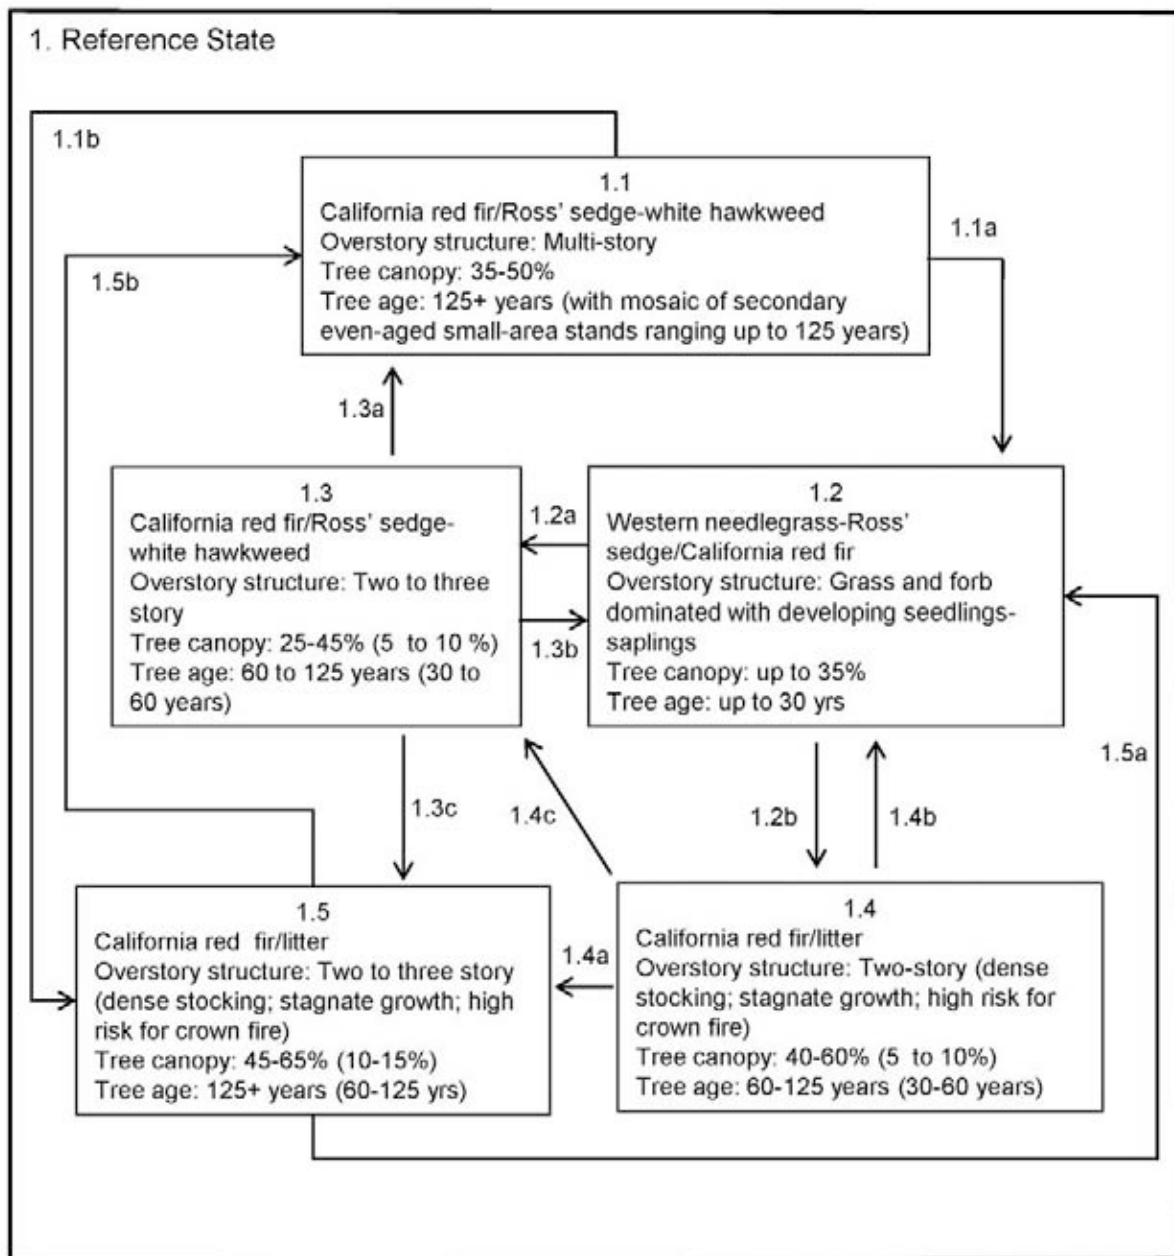 1. Reference State
1.1b
1.1
California red fir/Ross' sedge-white hawkweed
Overstory structure: Multi-story
Tree canopy: 35-50%
Tree age: 125+ years (with mosaic of secondary
even-aged small-area stands ranging up to 125 years)
1.1a
1.5b
1.3a
1.3
California red fir/Ross' sedge-
white hawkweed
Overstory structure: Two to three
story
Tree canopy: 25-45% (5 to 10 %)
Tree age: 60 to 125 years (30 to
60 years)
1.2a
1.3b
1.2
Western needlegrass-Ross'
sedge/California red fir
Overstory structure: Grass and forb
dominated with developing seedlings-
saplings
Tree canopy: up to 35%
Tree age: up to 30 yrs
1.5a
1.3c
1.4c
1.2b
1.4b
1.5
California red fir/litter
Overstory structure: Two to three story
(dense stocking; stagnate growth; high
risk for crown fire)
Tree canopy: 45-65% (10-15%)
Tree age: 125+ years (60-125 yrs)
1.4a
1.4
California red fir/litter
Overstory structure: Two-story (dense
stocking; stagnate growth; high risk for
crown fire)
Tree canopy: 40-60% (5 to 10%)
Tree age: 60-125 years (30-60 years)